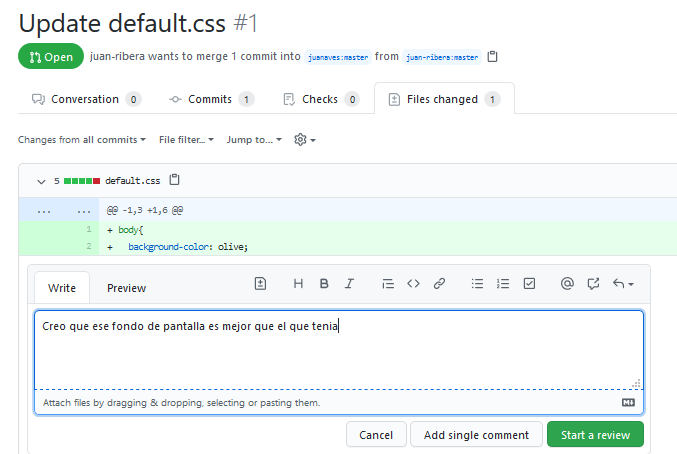 Update default.css #1
Open juan-ribera wants to merge 1 commit into juanaves:master from juan-ribera:master
Conversation 0 Commits 1 Checks 0 Files changed 1
Changes from all commits File filter... Jump to...
5 default.css
... ... @@ -1,3 +1,6 @@
1 + body{
2 + background-color: olive;
Write Preview H B I
Creo que ese fondo de pantalla es mejor que el que tenia
Attach files by dragging & dropping, selecting or pasting them.
Cancel Add single comment Start a review